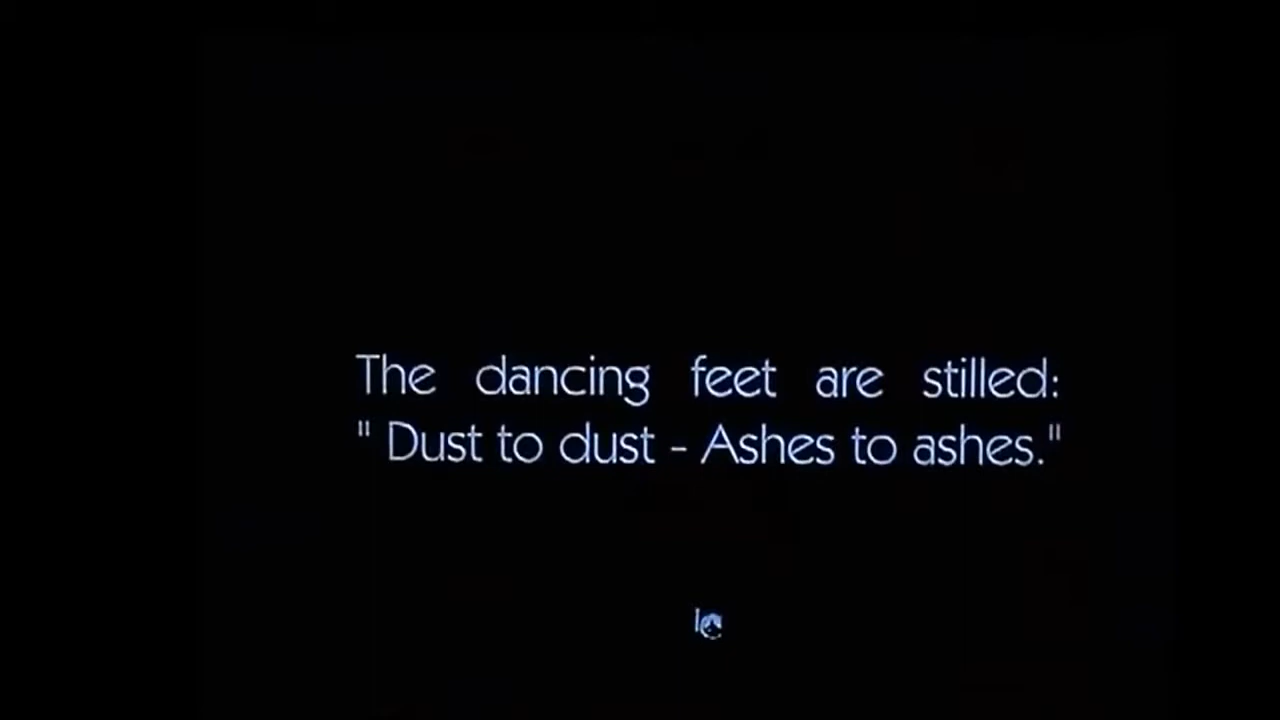 The dancing feet are stilled:
" Dust to dust - Ashes to ashes."